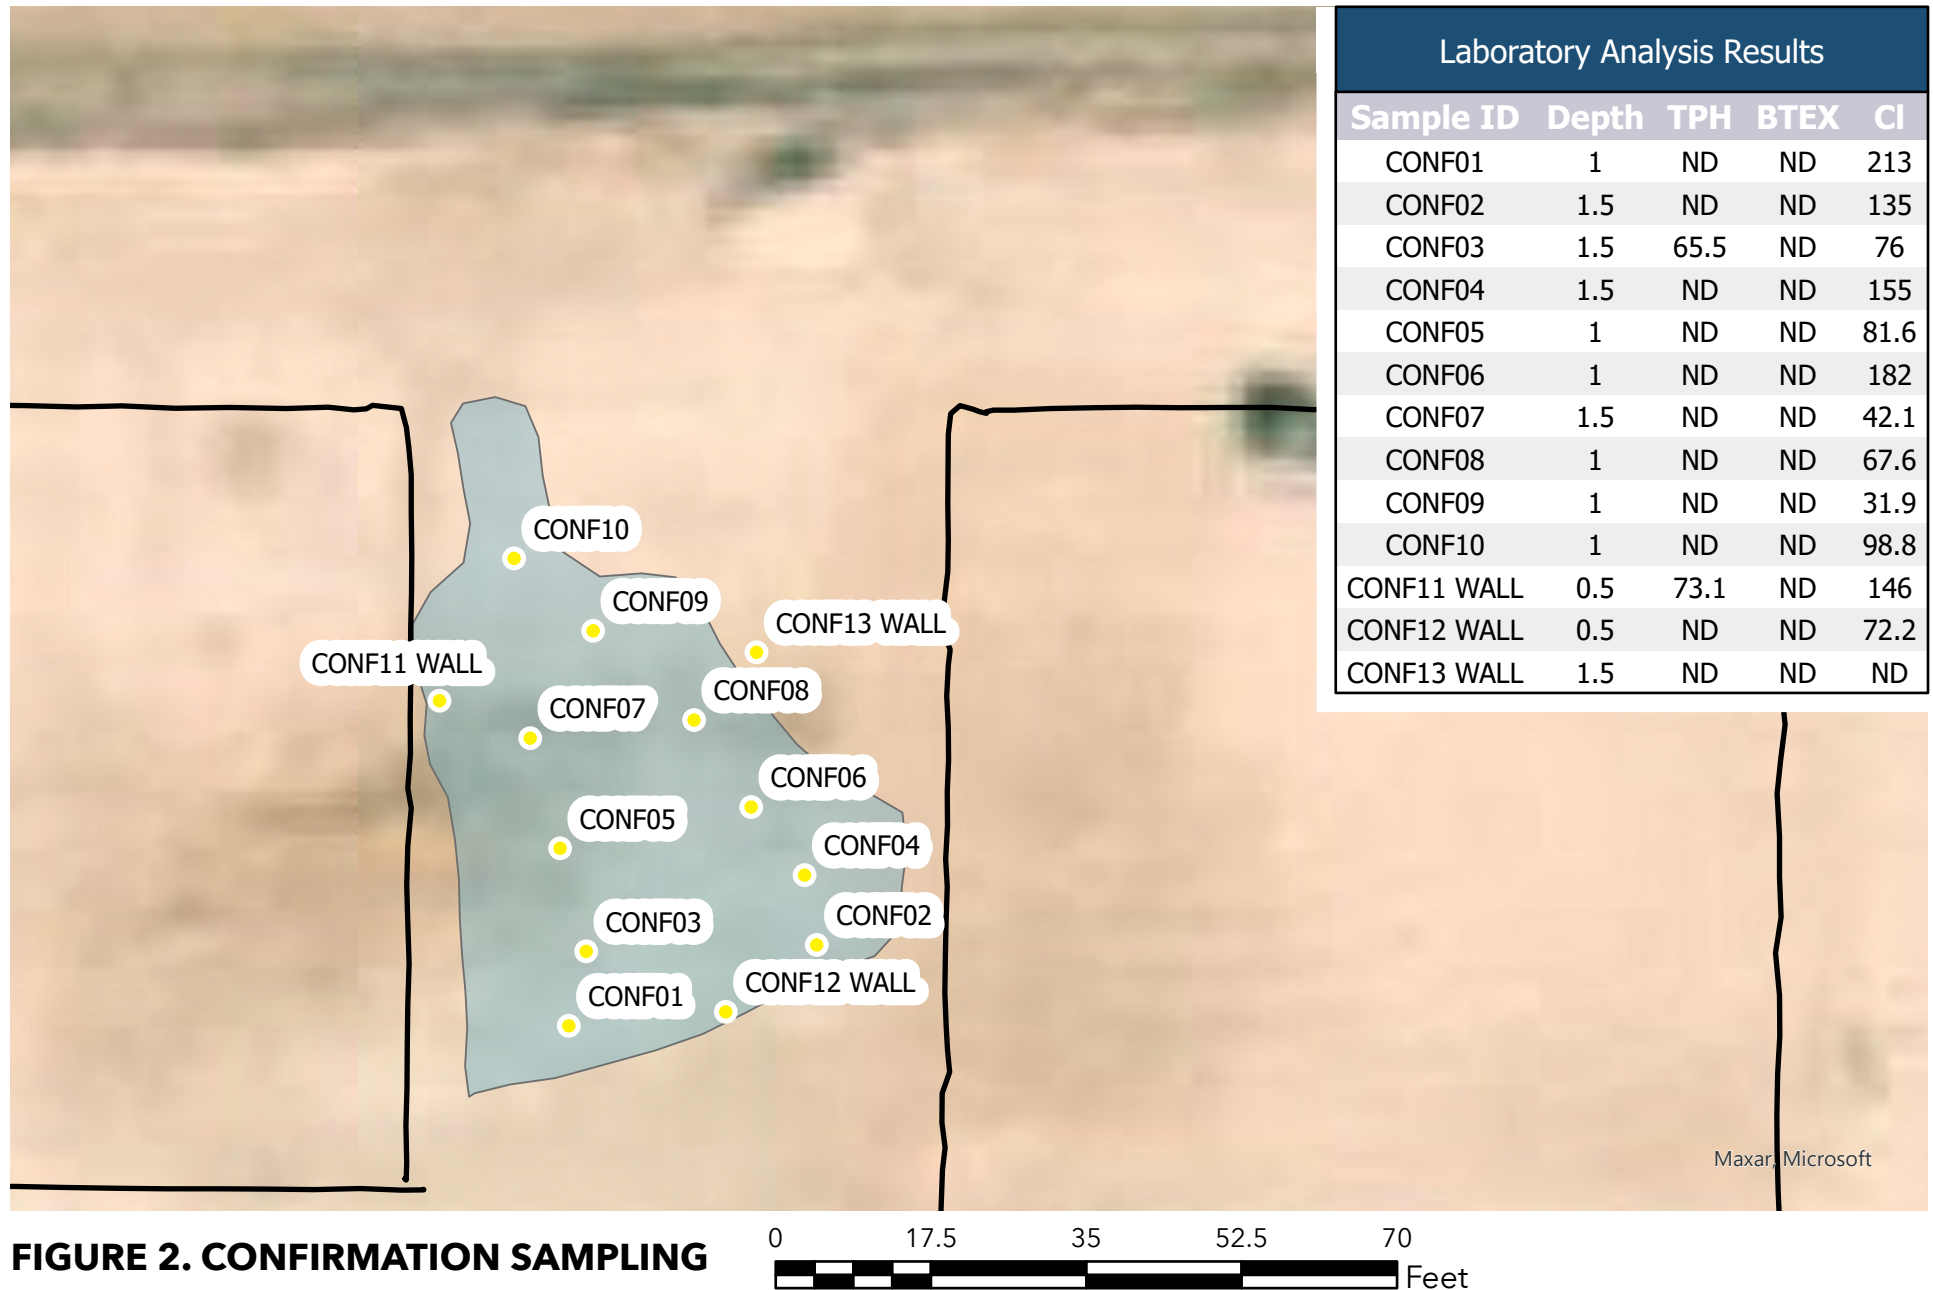 Laboratory Analysis Results
Sample ID Depth TPH BTEX Cl
CONF01 1 ND ND 213
CONF02 1.5 ND ND 135
CONF03 1.5 65.5 ND 76
CONF04 1.5 ND ND 155
CONF05 1 ND ND 81.6
CONF06 1 ND ND 182
CONF07 1.5 ND ND 42.1
CONF08 1 ND ND 67.6
CONF09 1 ND ND 31.9
CONF10 1 ND ND 98.8
CONF11 WALL 0.5 73.1 ND 146
CONF12 WALL 0.5 ND ND 72.2
CONF13 WALL 1.5 ND ND ND
CONF10
CONF09
CONF13 WALL
CONF11 WALL
CONF08
CONF07
CONF06
CONF05
CONF04
CONF03
CONF02
CONF12 WALL
CONF01
Maxar, Microsoft
FIGURE 2. CONFIRMATION SAMPLING
0 17.5 35 52.5 70
Feet